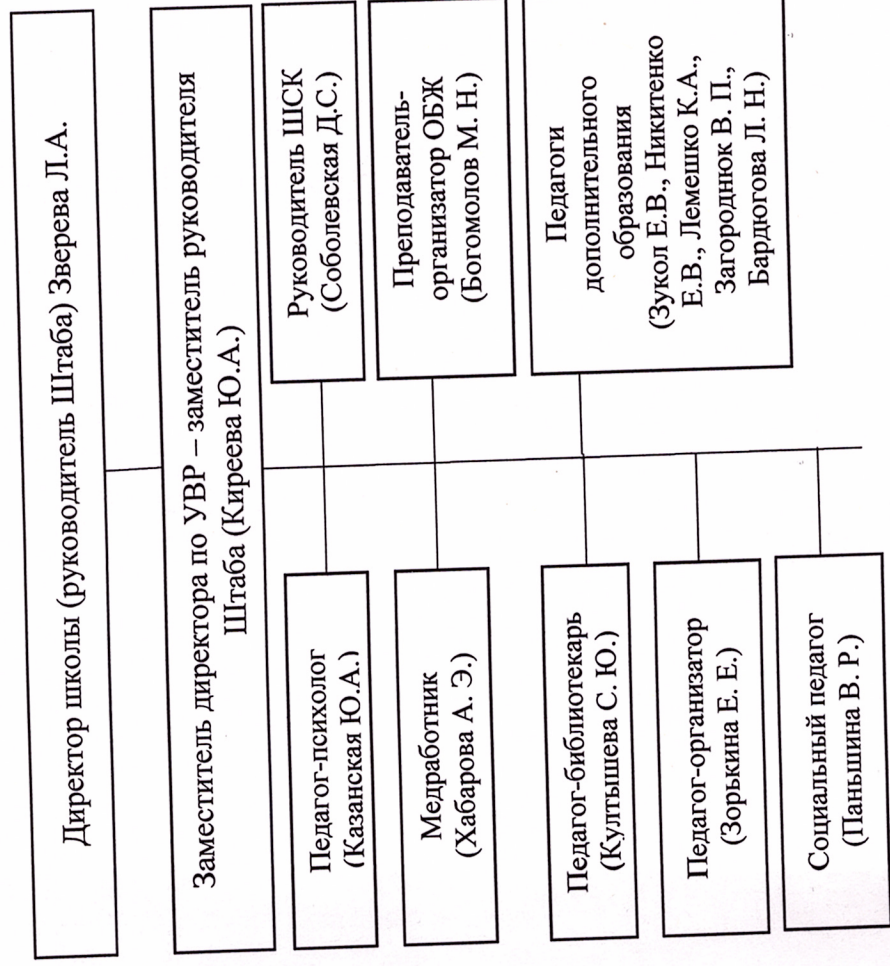 Директор школы (руководитель Штаба) Зверева Л.А.
Заместитель директора по УВР – заместитель руководителя
Штаба (Киреева Ю.А.)
Педагог-психолог
(Казанская Ю.А.)
Руководитель ШСК
(Соболевская Д.С.)
Медработник
(Хабарова А. Э.)
Преподаватель-
организатор ОБЖ
(Богомолов М. Н.)
Педагог-библиотекарь
(Култышева С. Ю.)
Педагоги
дополнительного
образования
(Зукол Е.В., Никитенко
Е.В., Лемешко К.А.,
Загороднюк В. П.,
Бардюгова Л. Н.)
Педагог-организатор
(Зорькина Е. Е.)
Социальный педагог
(Паньшина В. Р.)